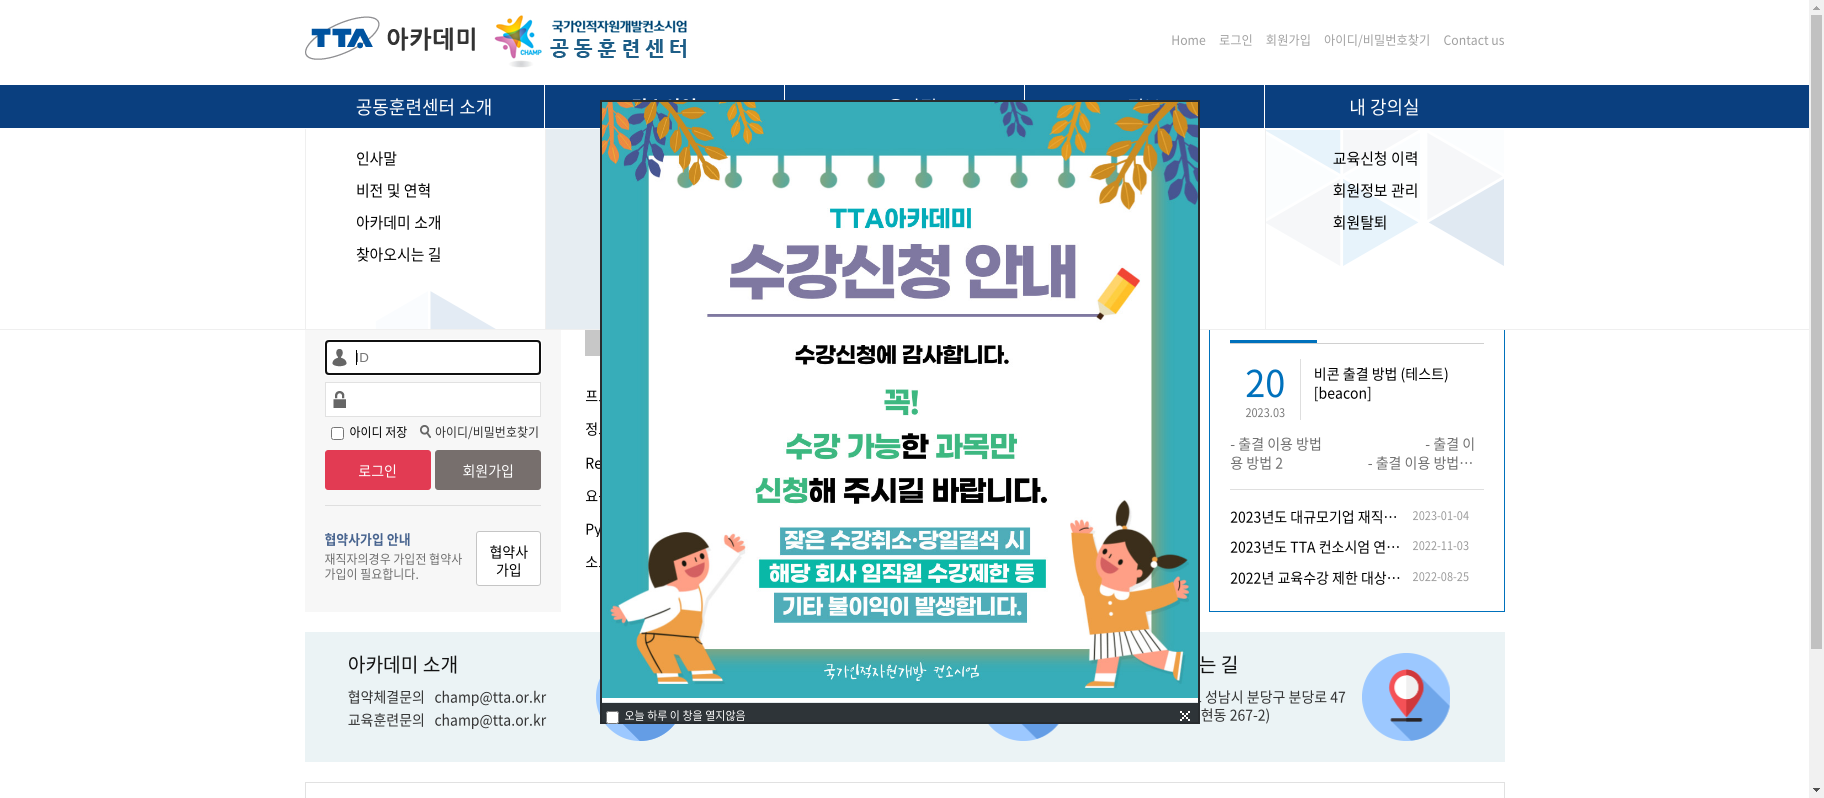 TTA 아카데미
CHAMP
국가인적자원개발컨소시엄
공동훈련센터
Home 로그인 회원가입 아이디/비밀번호찾기 Contact us
공동훈련센터 소개
내 강의실
인사말
비전 및 연혁
아카데미 소개
찾아오시는 길
교육신청 이력
회원정보 관리
회원탈퇴
TTA아카데미
수강신청 안내
수강신청에 감사합니다.
꼭!
수강 가능한 과목만
신청해 주시길 바랍니다.
잦은 수강취소·당일결석 시
해당 회사 임직원 수강제한 등
기타 불이익이 발생합니다.
국가인적자원개발 컨소시엄
오늘 하루 이 창을 열지않음
ID
아이디 저장 아이디/비밀번호찾기
로그인 회원가입
협약사가입 안내
재직자의경우 가입전 협약사
가입이 필요합니다.
협약사
가입
Re
Py
20
2023.03
비콘 출결 방법 (테스트)
[beacon]
- 출결 이용 방법 - 출결 이
용 방법 2 - 출결 이용 방법…
2023년도 대규모기업 재직… 2023-01-04
2023년도 TTA 컨소시엄 연… 2022-11-03
2022년 교육수강 제한 대상… 2022-08-25
아카데미 소개
협약체결문의 champ@tta.or.kr
교육훈련문의 champ@tta.or.kr
는 길
성남시 분당구 분당로 47
현동 267-2)